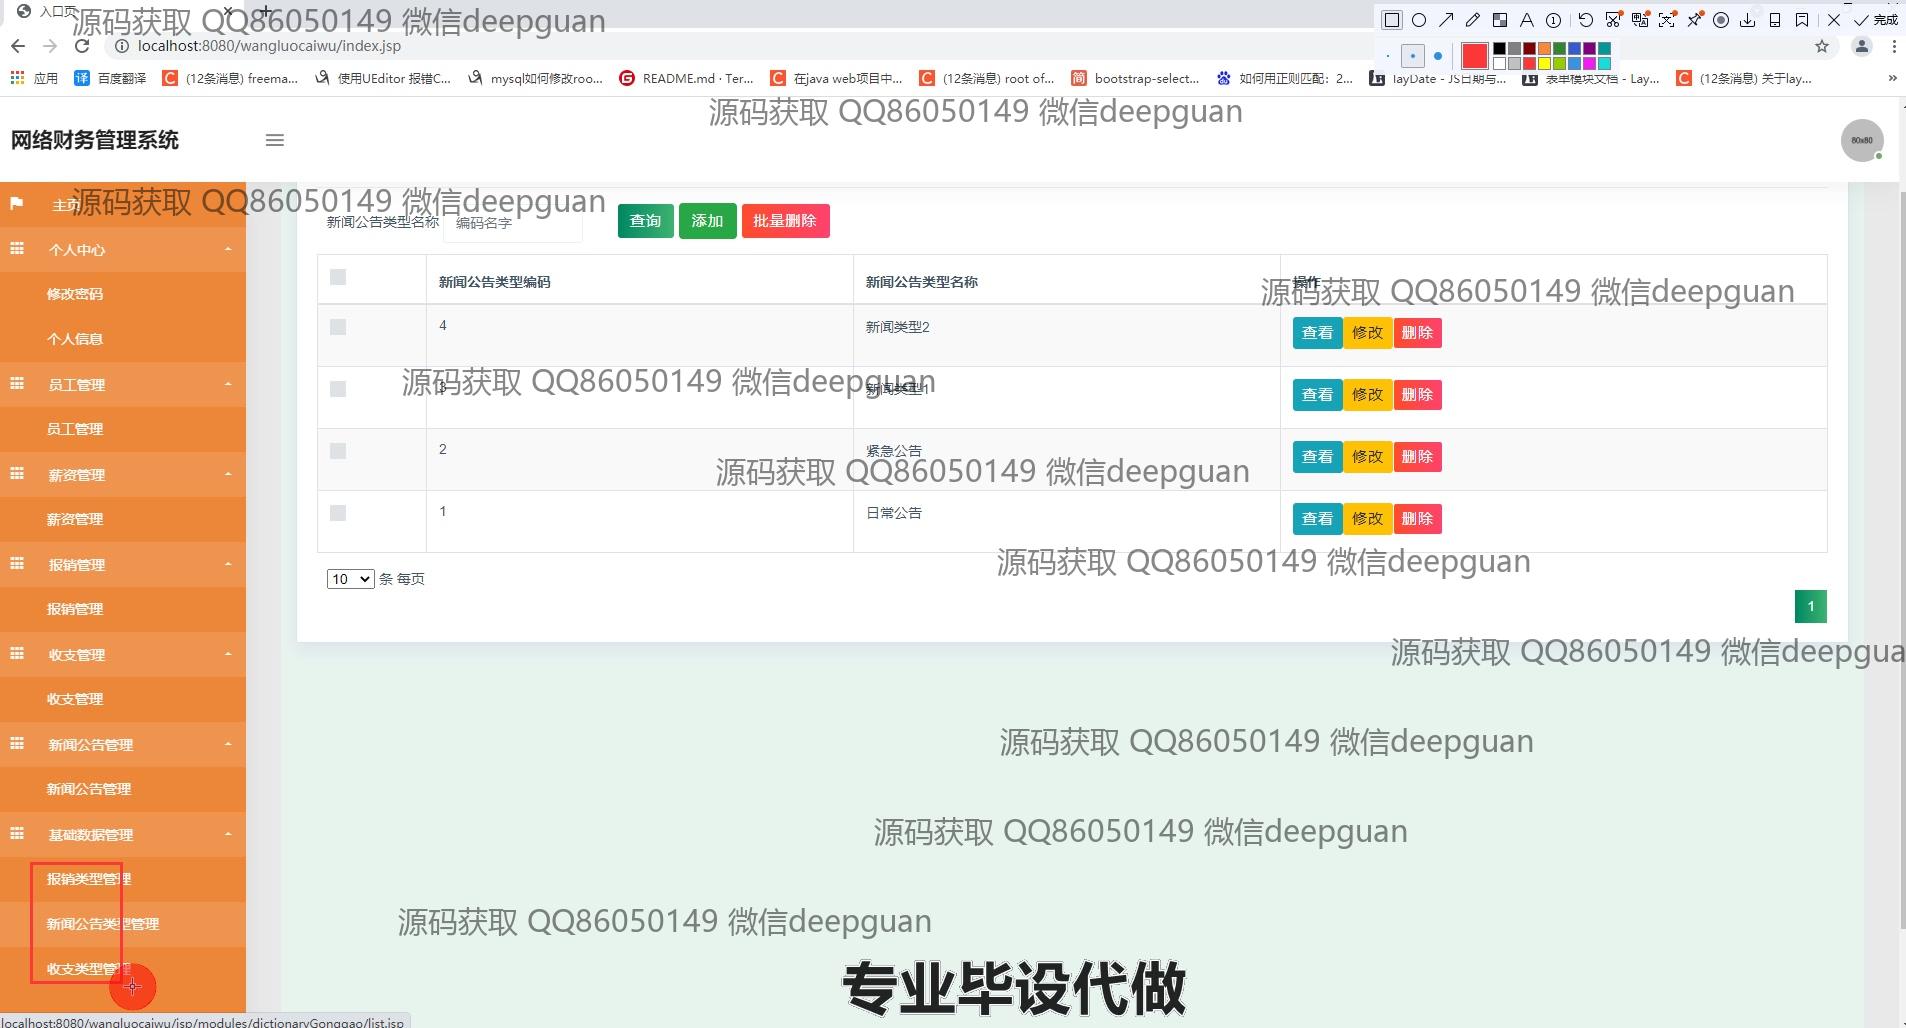 入口页
localhost:8080/wangluocaiwu/index.jsp
完成
应用 百度翻译 (12条消息) freema... 使用UEditor 报错C... mysql如何修改roo... README.md · Ter... 在java web项目中... (12条消息) root of... bootstrap-select... 如何用正则匹配：2... layDate - JS日期与... 表单模块文档 - Lay... (12条消息) 关于lay... »
源码获取 QQ86050149 微信deepguan
源码获取 QQ86050149 微信deepguan
网络财务管理系统
80x80
源码获取 QQ86050149 微信deepguan
主页
个人中心
修改密码
个人信息
员工管理
员工管理
薪资管理
薪资管理
报销管理
报销管理
收支管理
收支管理
新闻公告管理
新闻公告管理
基础数据管理
报销类型管理
新闻公告类型管理
收支类型管理
新闻公告类型名称 编码名字 查询 添加 批量删除
新闻公告类型编码 新闻公告类型名称 操作
源码获取 QQ86050149 微信deepguan
4 新闻类型2 查看 修改 删除
3 新闻类型1 查看 修改 删除
源码获取 QQ86050149 微信deepguan
2 紧急公告 查看 修改 删除
源码获取 QQ86050149 微信deepguan
1 日常公告 查看 修改 删除
源码获取 QQ86050149 微信deepguan
10 条 每页
1
源码获取 QQ86050149 微信deepgua
源码获取 QQ86050149 微信deepguan
源码获取 QQ86050149 微信deepguan
源码获取 QQ86050149 微信deepguan
专业毕设代做
localhost:8080/wangluocaiwu/jsp/modules/dictionaryGonggao/list.jsp